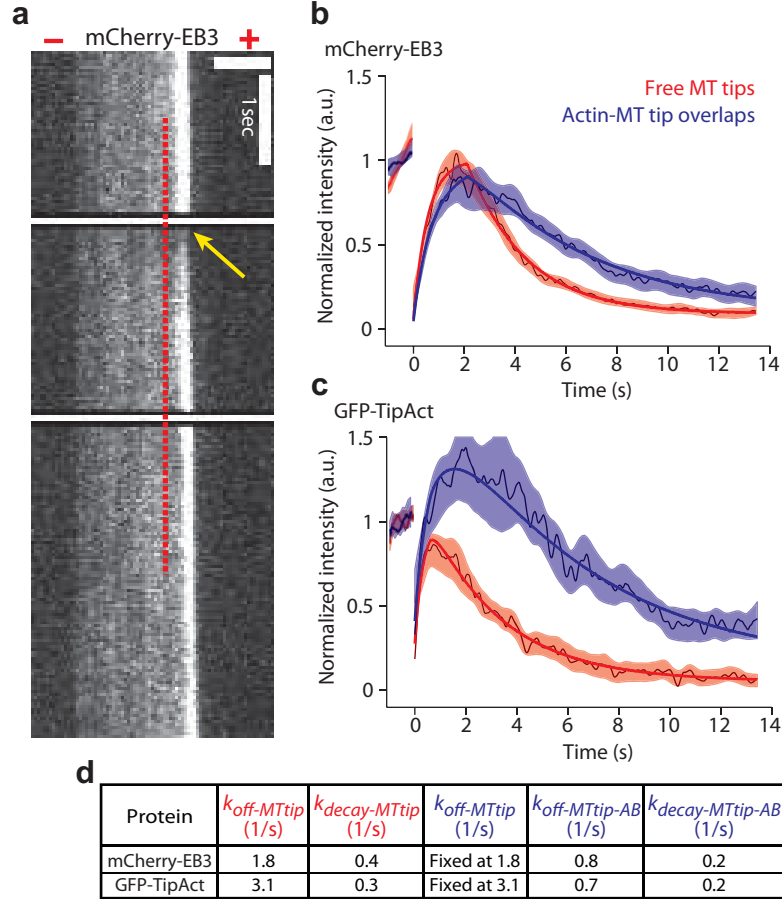 a
− mCherry-EB3 +
1 sec
b
mCherry-EB3
Normalized intensity (a.u.)
1.5
1
0.5
0
Free MT tips
Actin-MT tip overlaps
0 2 4 6 8 10 12 14
Time (s)
c
GFP-TipAct
Normalized intensity (a.u.)
1.5
1
0.5
0
0 2 4 6 8 10 12 14
Time (s)
d
Protein koff-MTtip (1/s) kdecay-MTtip (1/s) koff-MTtip (1/s) koff-MTtip-AB (1/s) kdecay-MTtip-AB (1/s)
mCherry-EB3 1.8 0.4 Fixed at 1.8 0.8 0.2
GFP-TipAct 3.1 0.3 Fixed at 3.1 0.7 0.2